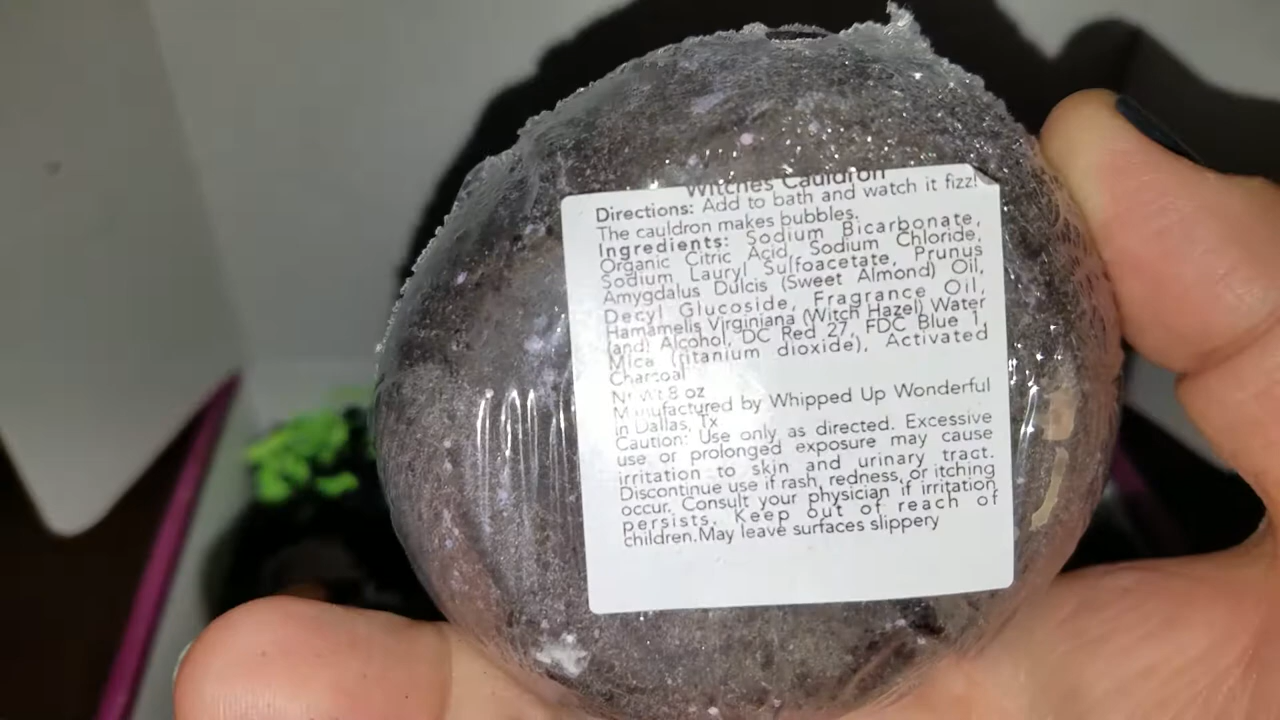 Witches Cauldron
Directions: Add to bath and watch it fizz!
The cauldron makes bubbles.
Ingredients: Sodium Bicarbonate,
Organic Citric Acid, Sodium Chloride,
Sodium Lauryl Sulfoacetate, Prunus
Amygdalus Dulcis (Sweet Almond) Oil,
Decyl Glucoside, Fragrance Oil,
Hamamelis Virginiana (Witch Hazel) Water
(and) Alcohol, DC Red 27, FDC Blue 1,
Mica (titanium dioxide), Activated
Charcoal
8 oz
Manufactured by Whipped Up Wonderful
in Dallas, Tx
Caution: Use only as directed. Excessive
use or prolonged exposure may cause
irritation to skin and urinary tract.
Discontinue use if rash, redness, or itching
occur. Consult your physician if irritation
persists. Keep out of reach of
children.May leave surfaces slippery